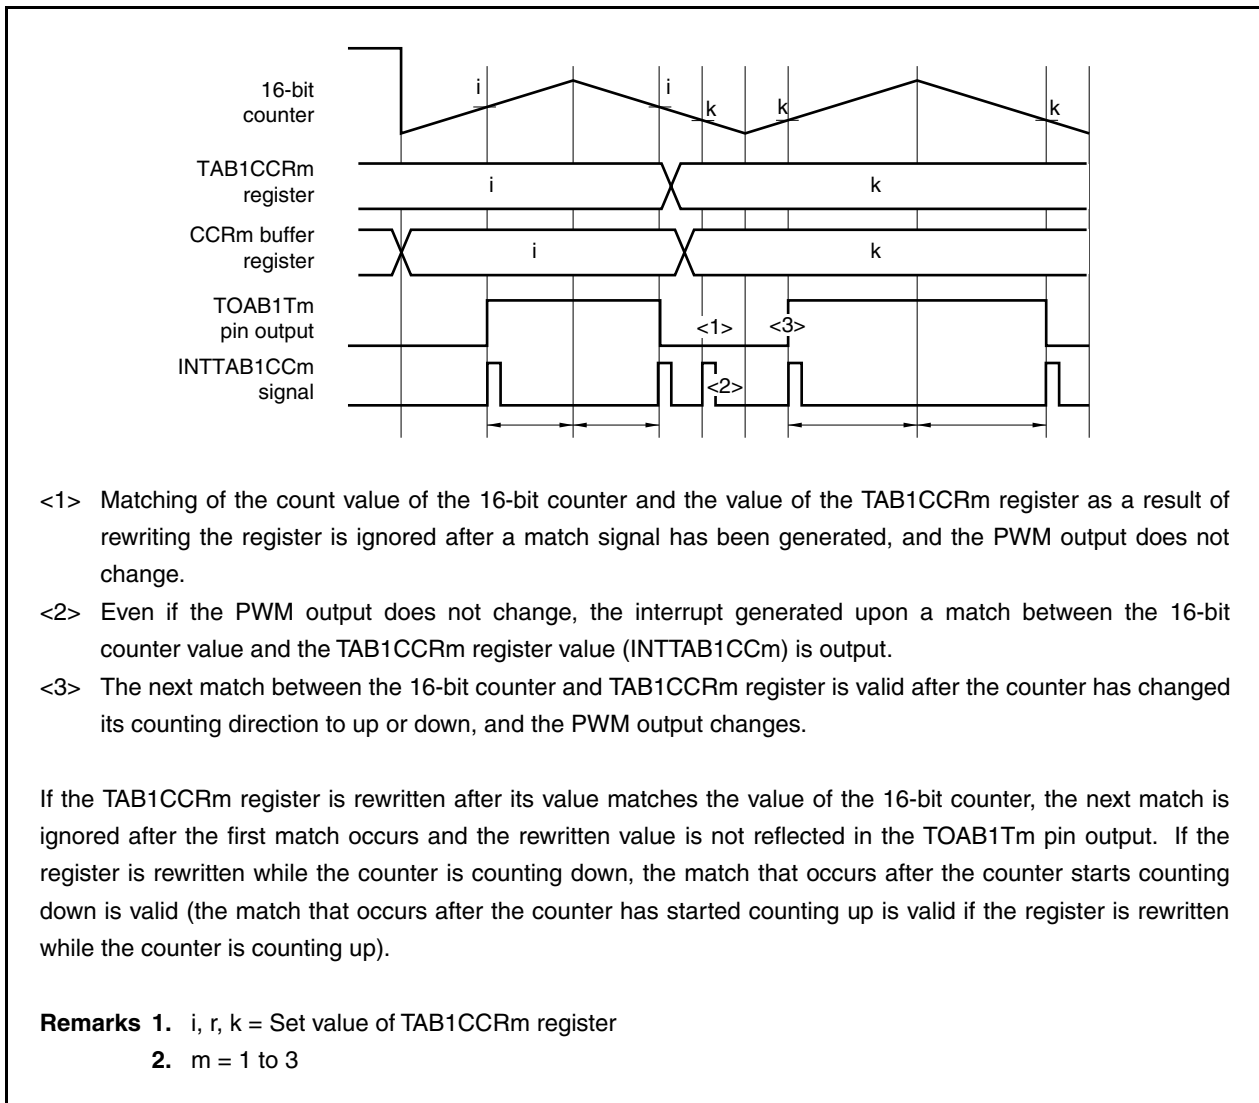 16-bit
counter
i
i
k
k
k
TAB1CCRm
register
i
k
CCRm buffer
register
i
k
TOAB1Tm
pin output
<1>
<3>
INTTAB1CCm
signal
<2>
<1> Matching of the count value of the 16-bit counter and the value of the TAB1CCRm register as a result of
rewriting the register is ignored after a match signal has been generated, and the PWM output does not
change.
<2> Even if the PWM output does not change, the interrupt generated upon a match between the 16-bit
counter value and the TAB1CCRm register value (INTTAB1CCm) is output.
<3> The next match between the 16-bit counter and TAB1CCRm register is valid after the counter has changed
its counting direction to up or down, and the PWM output changes.
If the TAB1CCRm register is rewritten after its value matches the value of the 16-bit counter, the next match is
ignored after the first match occurs and the rewritten value is not reflected in the TOAB1Tm pin output. If the
register is rewritten while the counter is counting down, the match that occurs after the counter starts counting
down is valid (the match that occurs after the counter has started counting up is valid if the register is rewritten
while the counter is counting up).
Remarks 1. i, r, k = Set value of TAB1CCRm register
2. m = 1 to 3